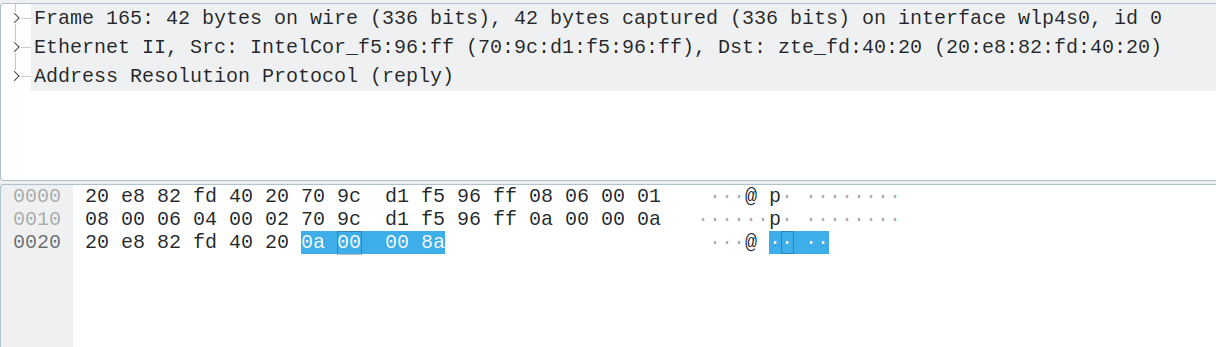 Frame 165: 42 bytes on wire (336 bits), 42 bytes captured (336 bits) on interface wlp4s0, id 0
Ethernet II, Src: IntelCor_f5:96:ff (70:9c:d1:f5:96:ff), Dst: zte_fd:40:20 (20:e8:82:fd:40:20)
Address Resolution Protocol (reply)
0000 20 e8 82 fd 40 20 70 9c d1 f5 96 ff 08 06 00 01 ···@ p· ········
0010 08 00 06 04 00 02 70 9c d1 f5 96 ff 0a 00 00 0a ······p· ········
0020 20 e8 82 fd 40 20 0a 00 00 8a ···@ ·· ··